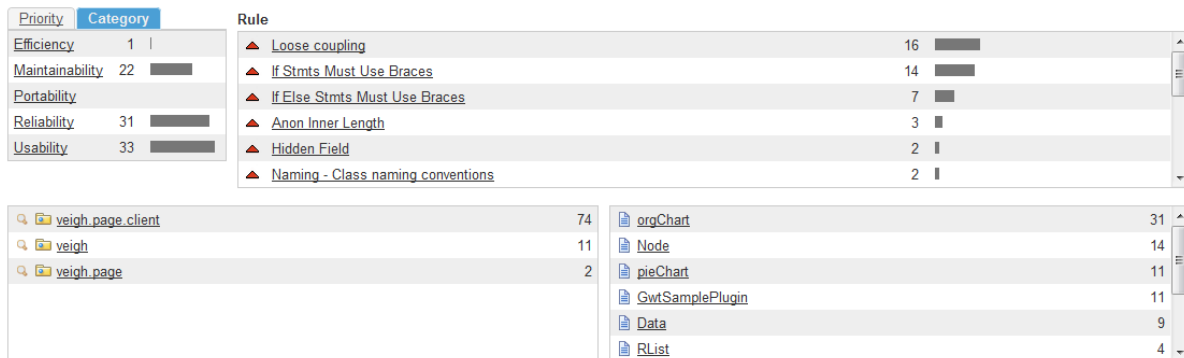 Priority Category
Efficiency 1
Maintainability 22
Portability
Reliability 31
Usability 33
Rule
Loose coupling 16
If Stmts Must Use Braces 14
If Else Stmts Must Use Braces 7
Anon Inner Length 3
Hidden Field 2
Naming - Class naming conventions 2
veigh.page.client 74
veigh 11
veigh.page 2
orgChart 31
Node 14
pieChart 11
GwtSamplePlugin 11
Data 9
RList 4